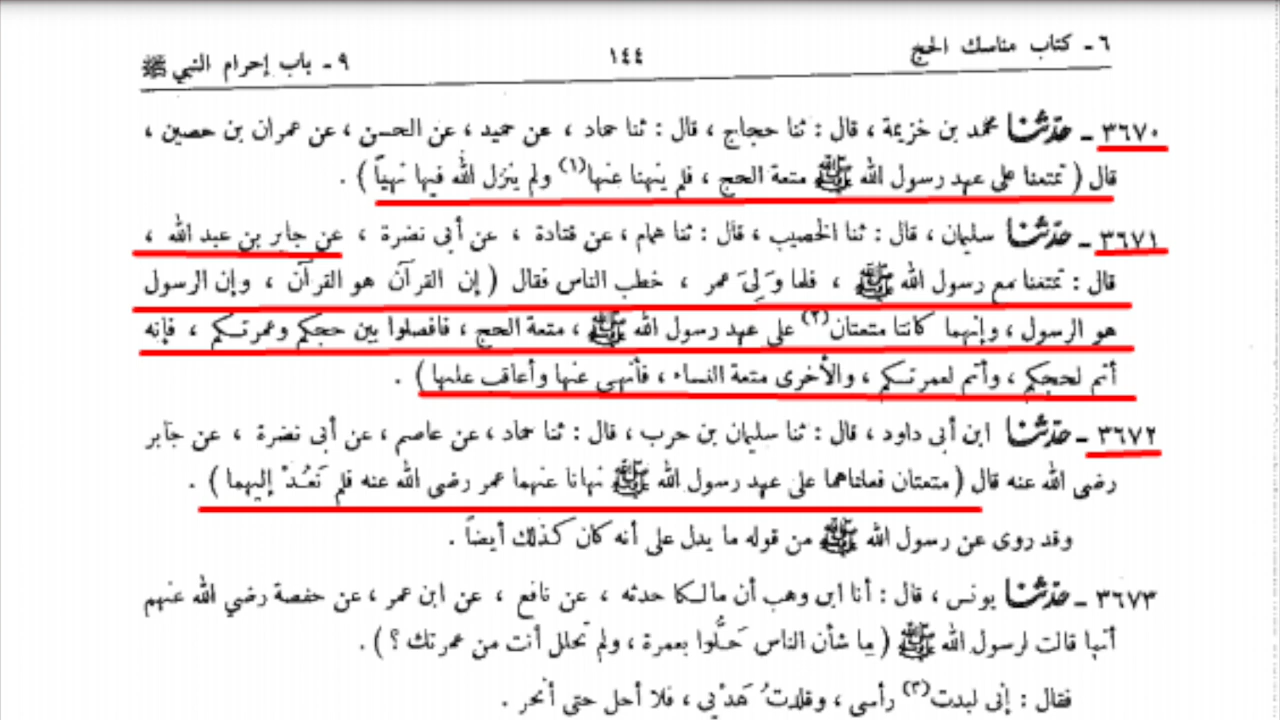 ٦ - كتاب مناسك الحج ١٤٤ ٩ - باب إحرام النبي ﷺ
٣٦٧٠ - حدثنا محمد بن خزيمة ، قال : ثنا حجاج ، قال : ثنا حماد ، عن حميد ، عن الحسن ، عن عمران بن حصين ،
قال ( تمتعنا على عهد رسول الله ﷺ متعة الحج ، فلم ينهنا عنها(١) ولم ينزل الله فيها نهياً ) .
٣٦٧١ - حدثنا سليمان ، قال : ثنا الخصيب ، قال : ثنا همام ، عن قتادة ، عن أبى نضرة ، عن جابر بن عبد الله ،
قال : تمتعنا مع رسول الله ﷺ ، فلما وَلِىَ عمر ، خطب الناس فقال ( إن القرآن هو القرآن ، وإن الرسول
هو الرسول ، وإنهما كانتا متعتان(٢) على عهد رسول الله ﷺ ، متعة الحج ، فافصلوا بين حجكم وعمرتكم ، فإنه
أتم لحجكم ، وأتم لعمرتكم ، والأخرى متعة النساء ، فأنهى عنها وأعاقب عليها ) .
٣٦٧٢ - حدثنا ابن أبى داود ، قال : ثنا سليمان بن حرب ، قال : ثنا حماد ، عن عاصم ، عن أبى نضرة ، عن جابر
رضى الله عنه قال ( متعتان فعلناهما على عهد رسول الله ﷺ نهانا عنهما عمر رضى الله عنه فلم نَعُدْ إليهما ) .
وقد روى عن رسول الله ﷺ من قوله ما يدل على أنه كان كذلك أيضاً .
٣٦٧٣ - حدثنا يونس ، قال : أنا ابن وهب أن مالكا حدثه ، عن نافع ، عن ابن عمر ، عن حفصة رضي الله عنهم
أنها قالت لرسول الله ﷺ ( ما شأن الناس حَلُّوا بعمرة ، ولم تحلل أنت من عمرتك ؟ ) .
فقال : إنى لبدت(٣) رأسى ، وقلدتُ هَدْيِى ، فلا أحل حتى أنحر .